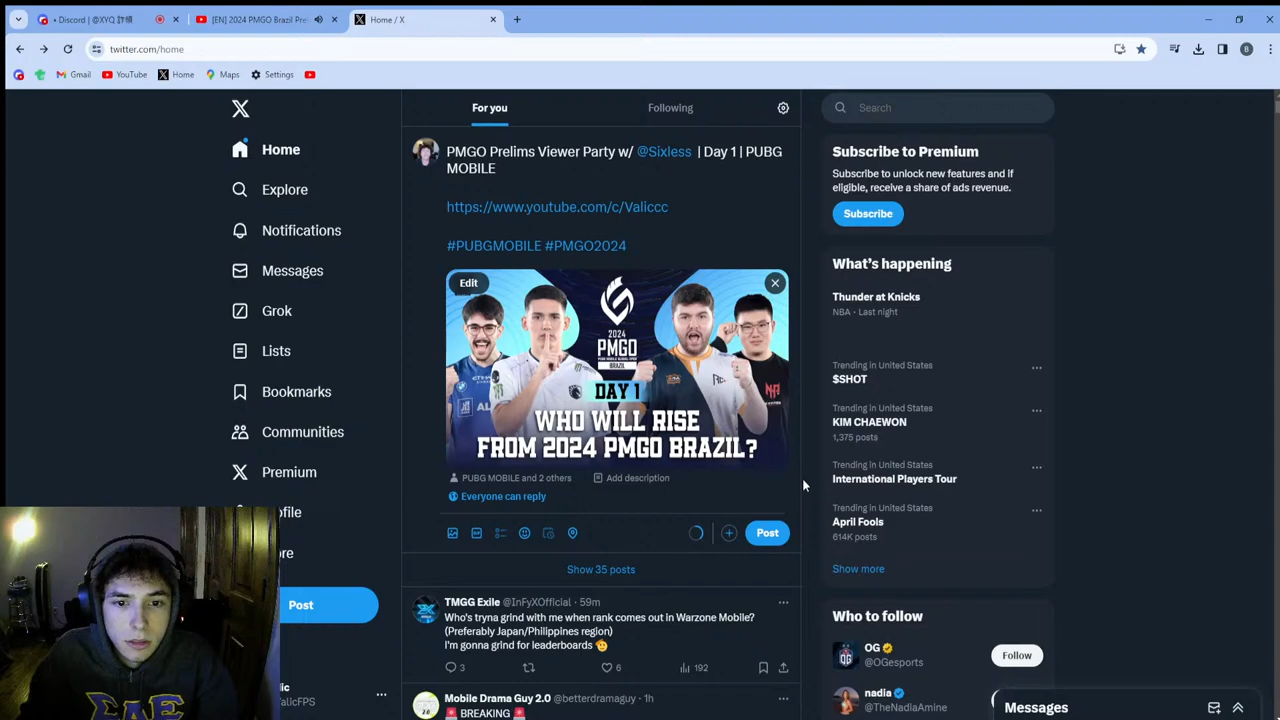 Discord | @XYQ 許幀
[EN] 2024 PMGO Brazil Pre
Home / X
twitter.com/home
Gmail
YouTube
Home
Maps
Settings
For you
Following
Search
Home
Explore
Notifications
Messages
Grok
Lists
Bookmarks
Communities
Premium
Post
PMGO Prelims Viewer Party w/ @Sixless | Day 1 | PUBG
MOBILE
https://www.youtube.com/c/Valiccc
#PUBGMOBILE #PMGO2024
Edit
2024
PMGO
BRAZIL
DAY 1
WHO WILL RISE
FROM 2024 PMGO BRAZIL?
PUBG MOBILE and 2 others
Add description
Everyone can reply
Post
Show 35 posts
TMGG Exile @InFyXOfficial · 59m
Who's tryna grind with me when rank comes out in Warzone Mobile?
(Preferably Japan/Philippines region)
I'm gonna grind for leaderboards 🫡
3
6
192
Mobile Drama Guy 2.0 @betterdramaguy · 1h
🚨 BREAKING 🚨
Subscribe to Premium
Subscribe to unlock new features and if
eligible, receive a share of ads revenue.
Subscribe
What's happening
Thunder at Knicks
NBA · Last night
Trending in United States
$SHOT
Trending in United States
KIM CHAEWON
1,375 posts
Trending in United States
International Players Tour
Trending in United States
April Fools
614K posts
Show more
Who to follow
OG
@OGesports
Follow
nadia
@TheNadiaAmine
Messages